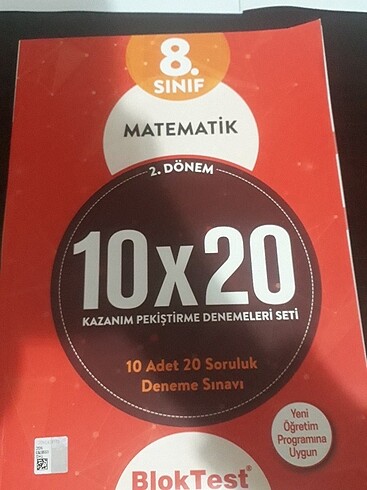 8.
SINIF
MATEMATİK
2. DÖNEM
10x20
KAZANIM PEKİŞTİRME DENEMELERİ SETİ
10 Adet 20 Soruluk
Deneme Sınavı
Yeni
Öğretim
Programına
Uygun
BlokTest®